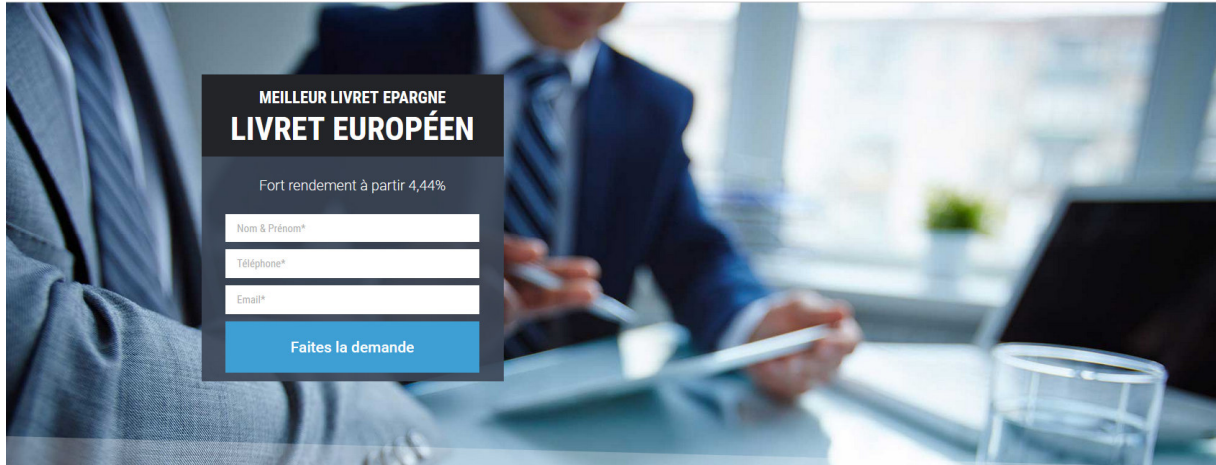 MEILLEUR LIVRET EPARGNE
LIVRET EUROPÉEN
Fort rendement à partir 4,44%
Nom & Prénom*
Téléphone*
Email*
Faites la demande